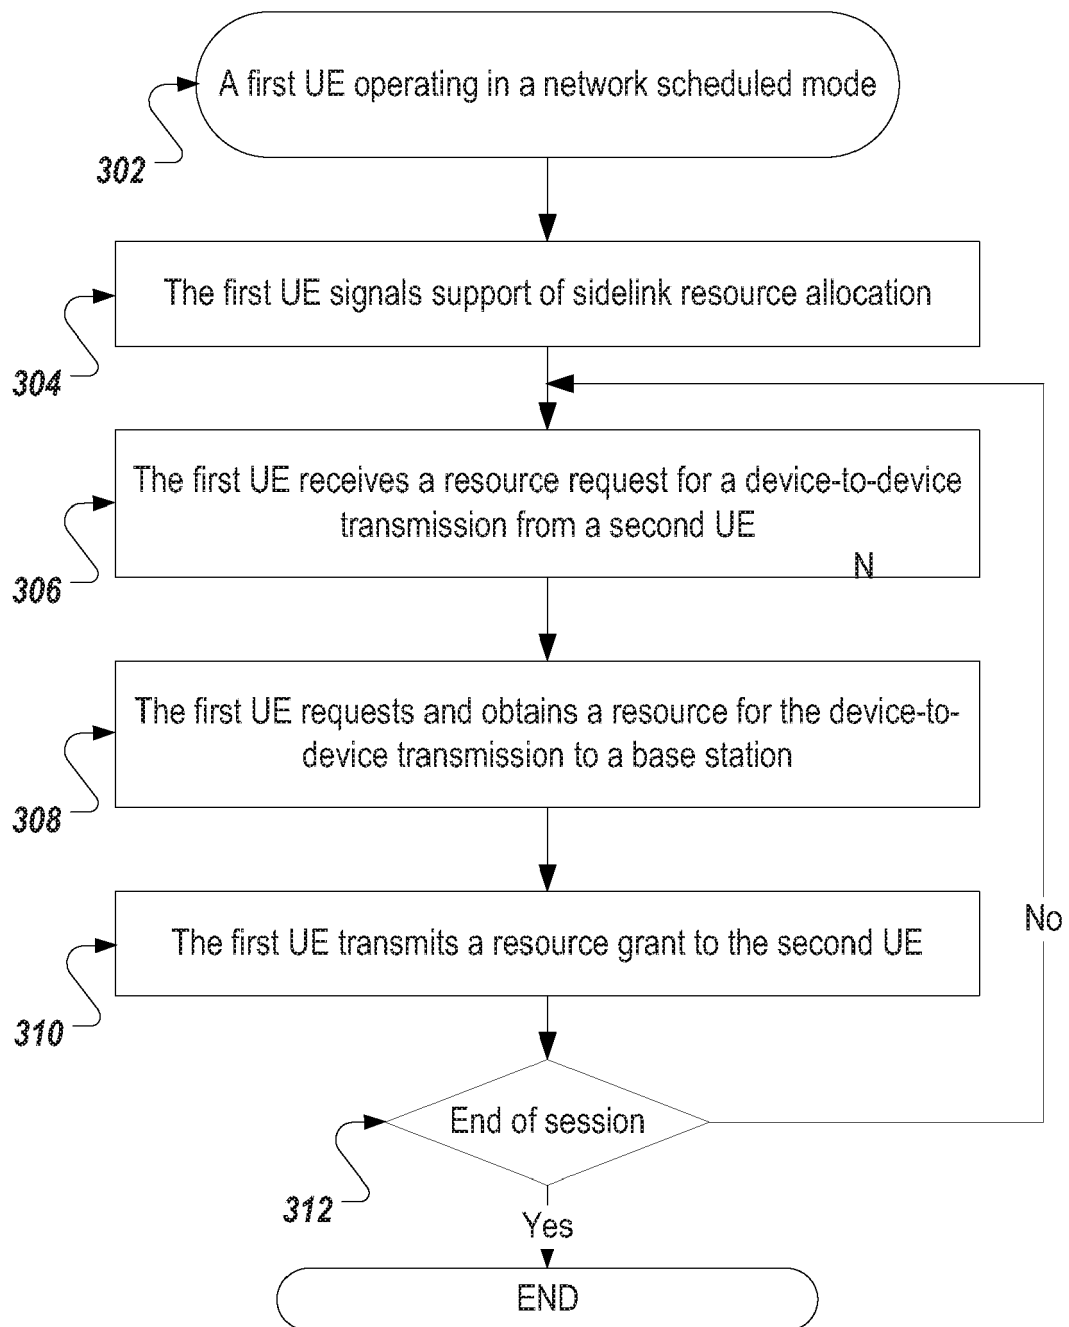 A first UE operating in a network scheduled mode
302
The first UE signals support of sidelink resource allocation
304
The first UE receives a resource request for a device-to-device
transmission from a second UE
N
306
The first UE requests and obtains a resource for the device-to-
device transmission to a base station
308
The first UE transmits a resource grant to the second UE
No
310
End of session
312
Yes
END